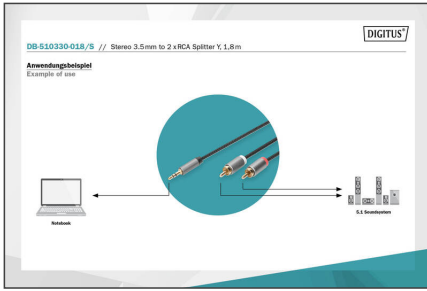 DIGITUS®
DB-510330-018/S // Stereo 3.5mm to 2 xRCA Splitter Y, 1,8m
Anwendungsbeispiel
Example of use
Notebook
5.1 Soundsystem